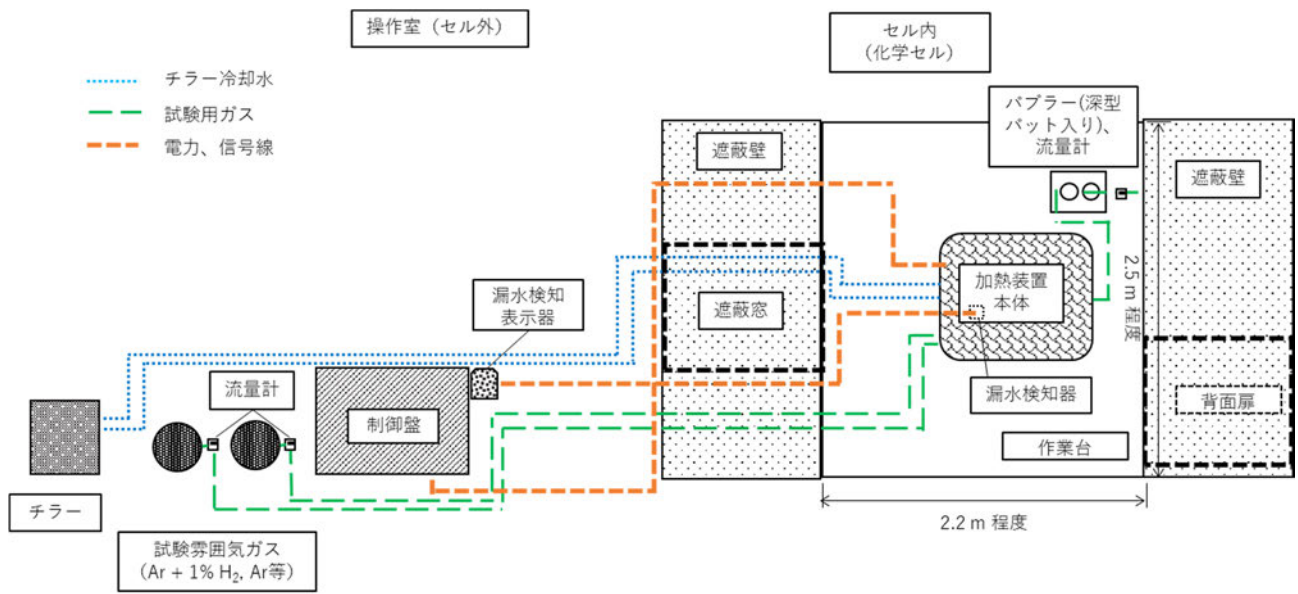 操作室（セル外）
セル内
（化学セル）
チラー冷却水
試験用ガス
電力、信号線
バブラー(深型
バット入り)、
流量計
遮蔽壁
遮蔽壁
漏水検知
表示器
遮蔽窓
加熱装置
本体
2.5 m 程度
流量計
制御盤
漏水検知器
背面扉
作業台
チラー
2.2 m 程度
試験雰囲気ガス
（Ar + 1% H₂, Ar等）